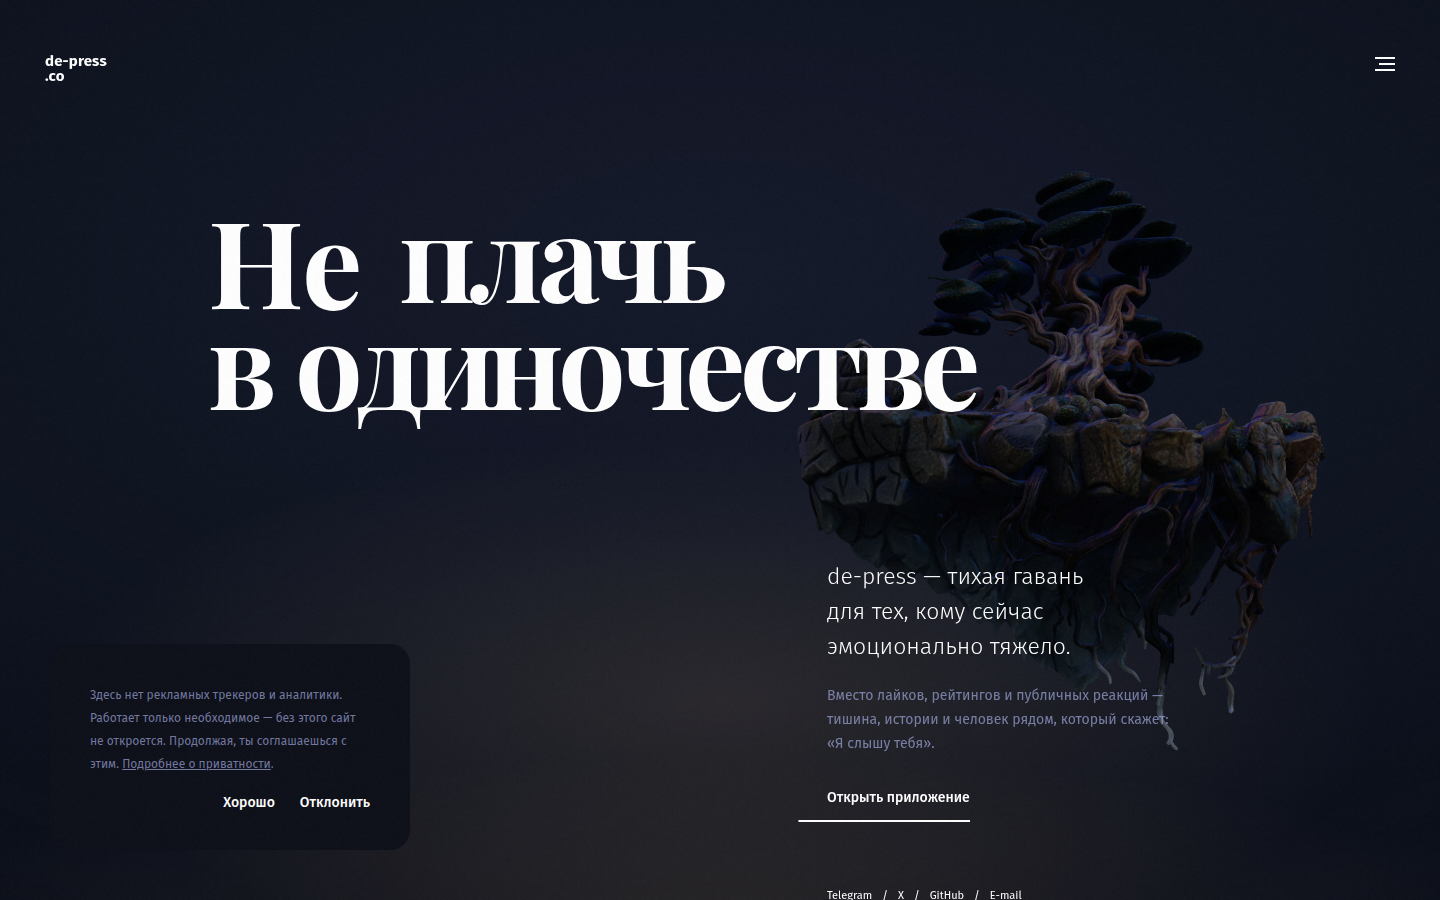 de-press
.co
Не плачь
в одиночестве
de-press — тихая гавань
для тех, кому сейчас
эмоционально тяжело.
Вместо лайков, рейтингов и публичных реакций —
тишина, истории и человек рядом, который скажет:
«Я слышу тебя».
Открыть приложение
Telegram / X / GitHub / E-mail
Здесь нет рекламных трекеров и аналитики.
Работает только необходимое — без этого сайт
не откроется. Продолжая, ты соглашаешься с
этим. Подробнее о приватности.
Хорошо Отклонить